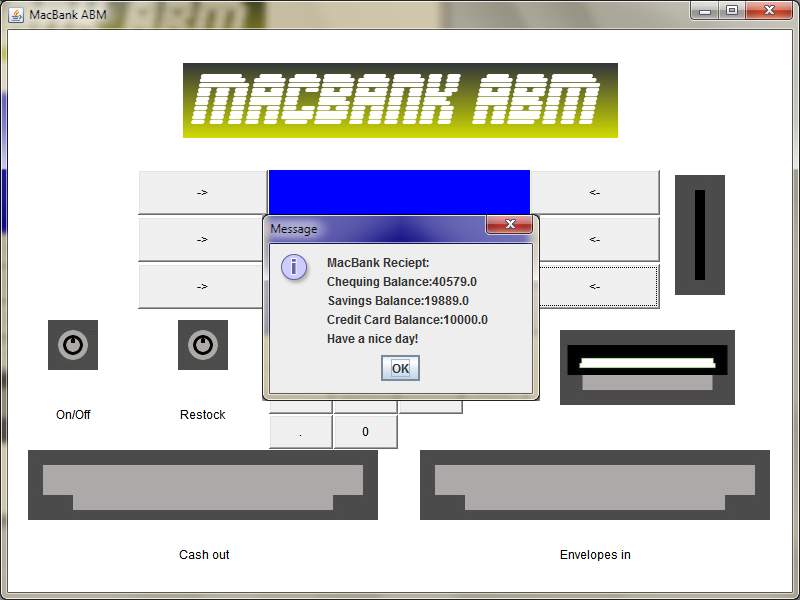 MacBank ABM
MACBANK ABM
-> <-
-> <-
-> <-
Message
MacBank Reciept:
Chequing Balance:40579.0
Savings Balance:19889.0
Credit Card Balance:10000.0
Have a nice day!
OK
On/Off Restock
. 0
Cash out Envelopes in